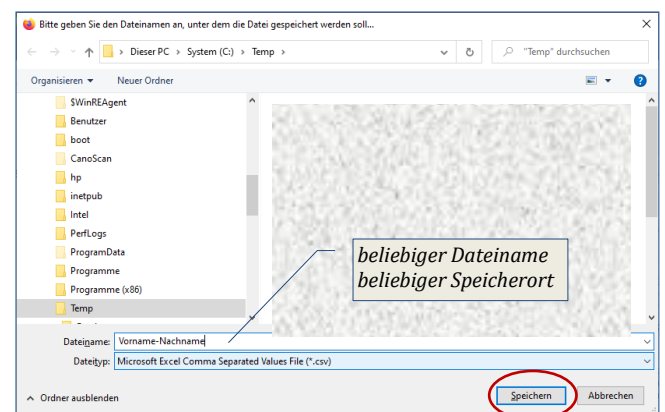 Bitte geben Sie den Dateinamen an, unter dem die Datei gespeichert werden soll...
Dieser PC > System (C:) > Temp >
"Temp" durchsuchen
Organisieren
Neuer Ordner
$WinREAgent
Benutzer
boot
CanoScan
hp
inetpub
Intel
PerfLogs
ProgramData
Programme
Programme (x86)
Temp
beliebiger Dateiname
beliebiger Speicherort
Dateiname: Vorname-Nachname
Dateityp: Microsoft Excel Comma Separated Values File (*.csv)
Ordner ausblenden
Speichern
Abbrechen